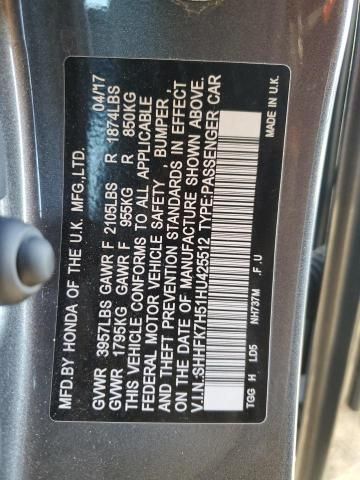 MFD.BY HONDA OF THE U.K. MFG.,LTD.
04/17
GVWR 3957LBS GAWR F 2105LBS R 1874LBS
GVWR 1795KG GAWR F 955KG R 850KG
THIS VEHICLE CONFORMS TO ALL APPLICABLE
FEDERAL MOTOR VEHICLE SAFETY , BUMPER ,
AND THEFT PREVENTION STANDARDS IN EFFECT
ON THE DATE OF MANUFACTURE SHOWN ABOVE.
V.I.N.:SHHFK7H51HU425512 TYPE:PASSENGER CAR
TGG H LD5 NH737M F.U MADE IN U.K.